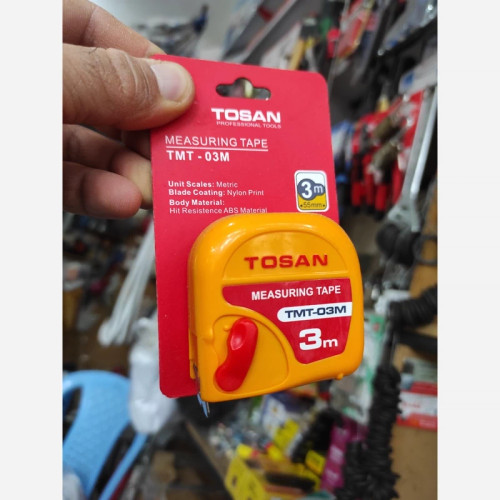 TOSAN
PROFESSIONAL TOOLS
MEASURING TAPE
TMT - 03M
Unit Scales: Metric
Blade Coating: Nylon Print
Body Material:
Hit Resistence ABS Material
3m
55mm
TOSAN
MEASURING TAPE
TMT-03M
3m